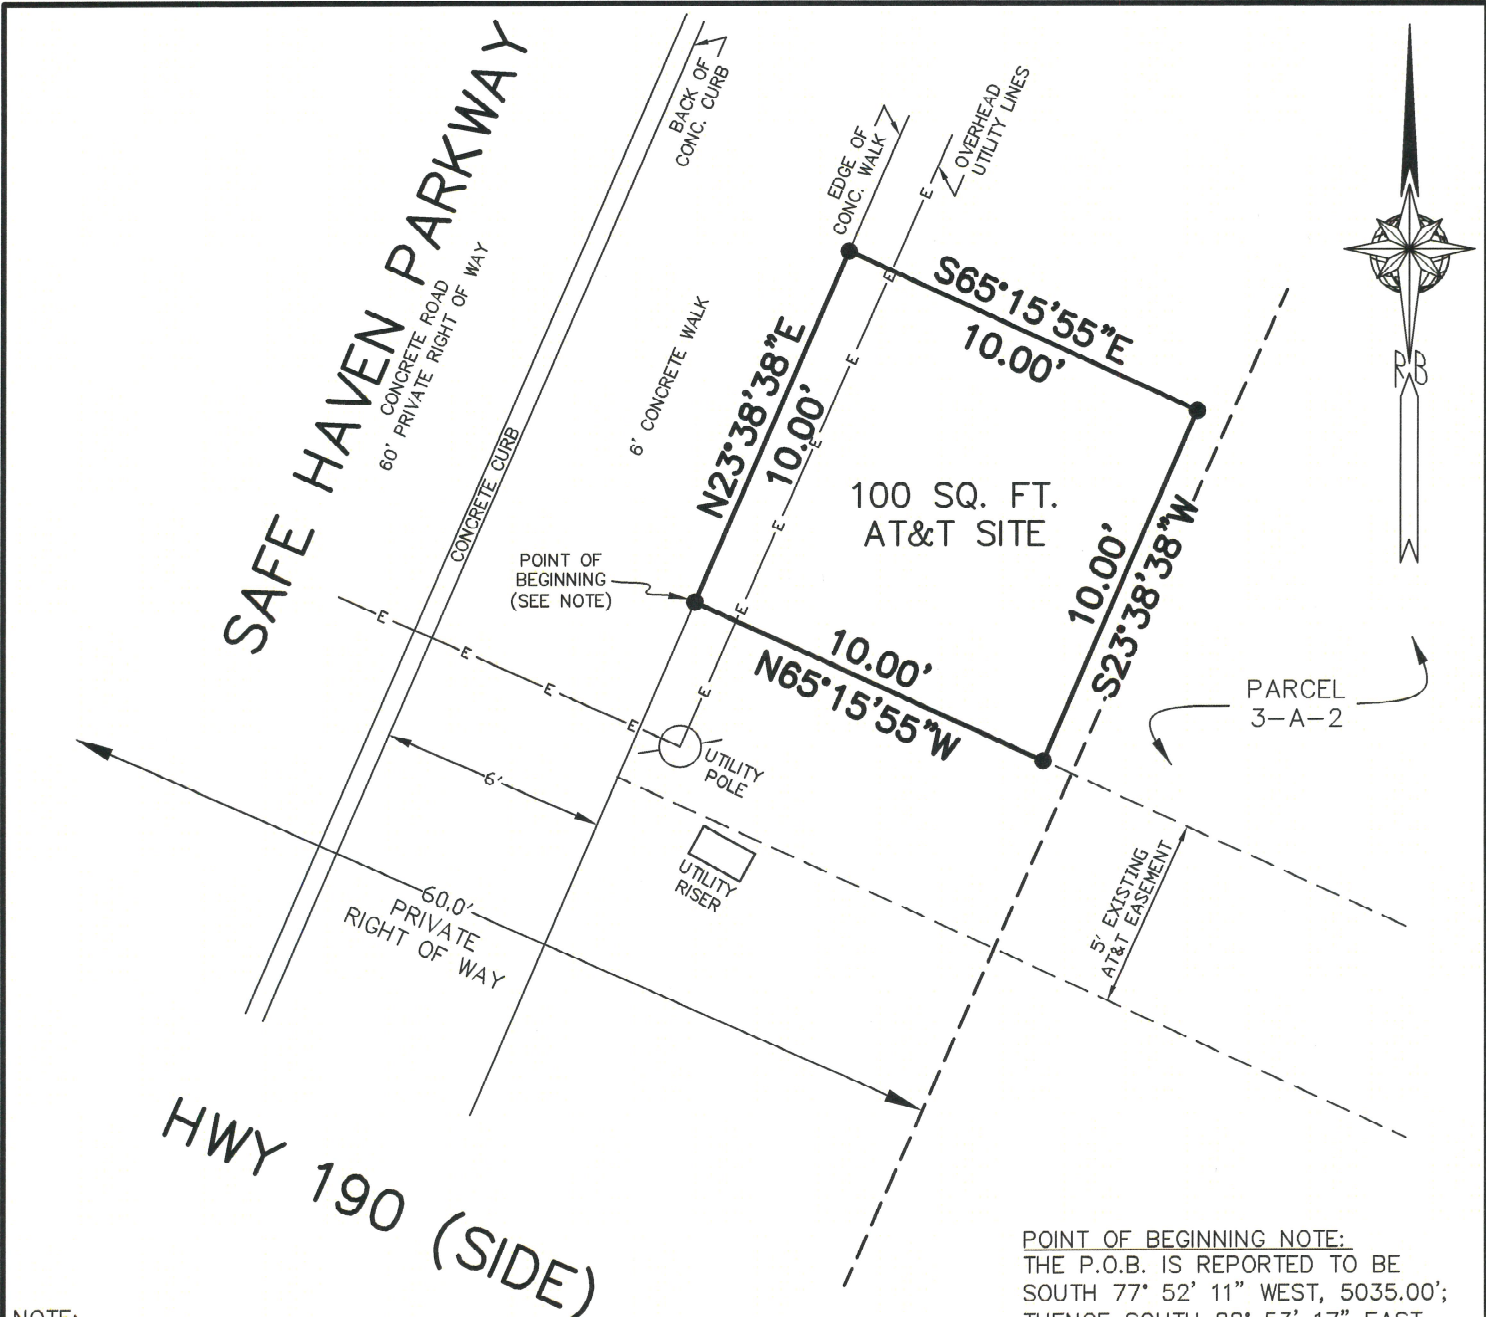 SAFE HAVEN PARKWAY
CONCRETE ROAD
60' PRIVATE RIGHT OF WAY
BACK OF
CONC. CURB
CONCRETE CURB
6' CONCRETE WALK
EDGE OF
CONC. WALK
OVERHEAD
UTILITY LINES
E
E
E
E
E
E
E
N23°38'38"E
10.00'
S65°15'55"E
10.00'
100 SQ. FT.
AT&T SITE
10.00'
S23°38'38"W
10.00'
N65°15'55"W
POINT OF
BEGINNING
(SEE NOTE)
E
E
E
E
UTILITY
POLE
UTILITY
RISER
6'
60.0'
PRIVATE
RIGHT OF WAY
PARCEL
3-A-2
5' EXISTING
AT&T EASEMENT
RB
HWY 190 (SIDE)
POINT OF BEGINNING NOTE:
THE P.O.B. IS REPORTED TO BE
SOUTH 77° 52' 11" WEST, 5035.00';
NOTE: